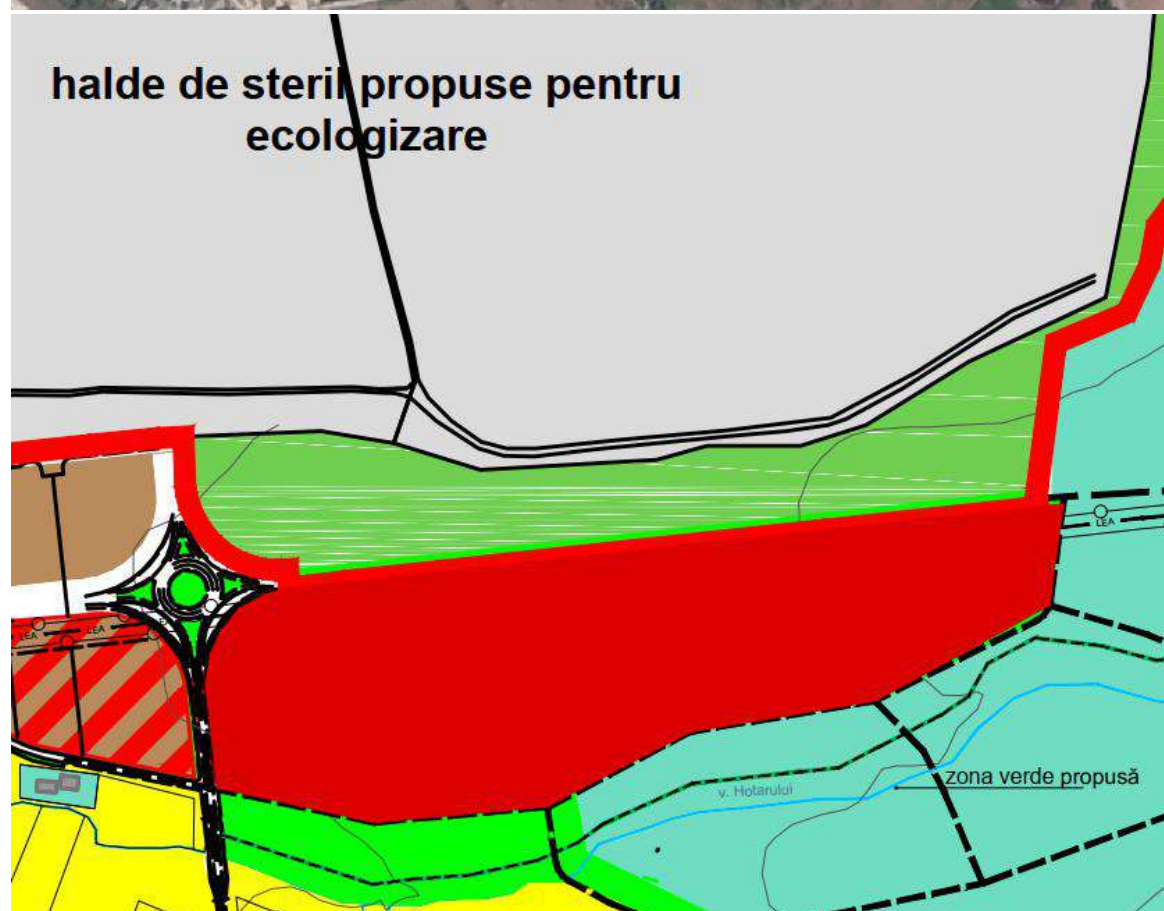 halde de steril propuse pentru
ecologizare
LEA
LEA
LEA
zona verde propusă
v. Hotarului